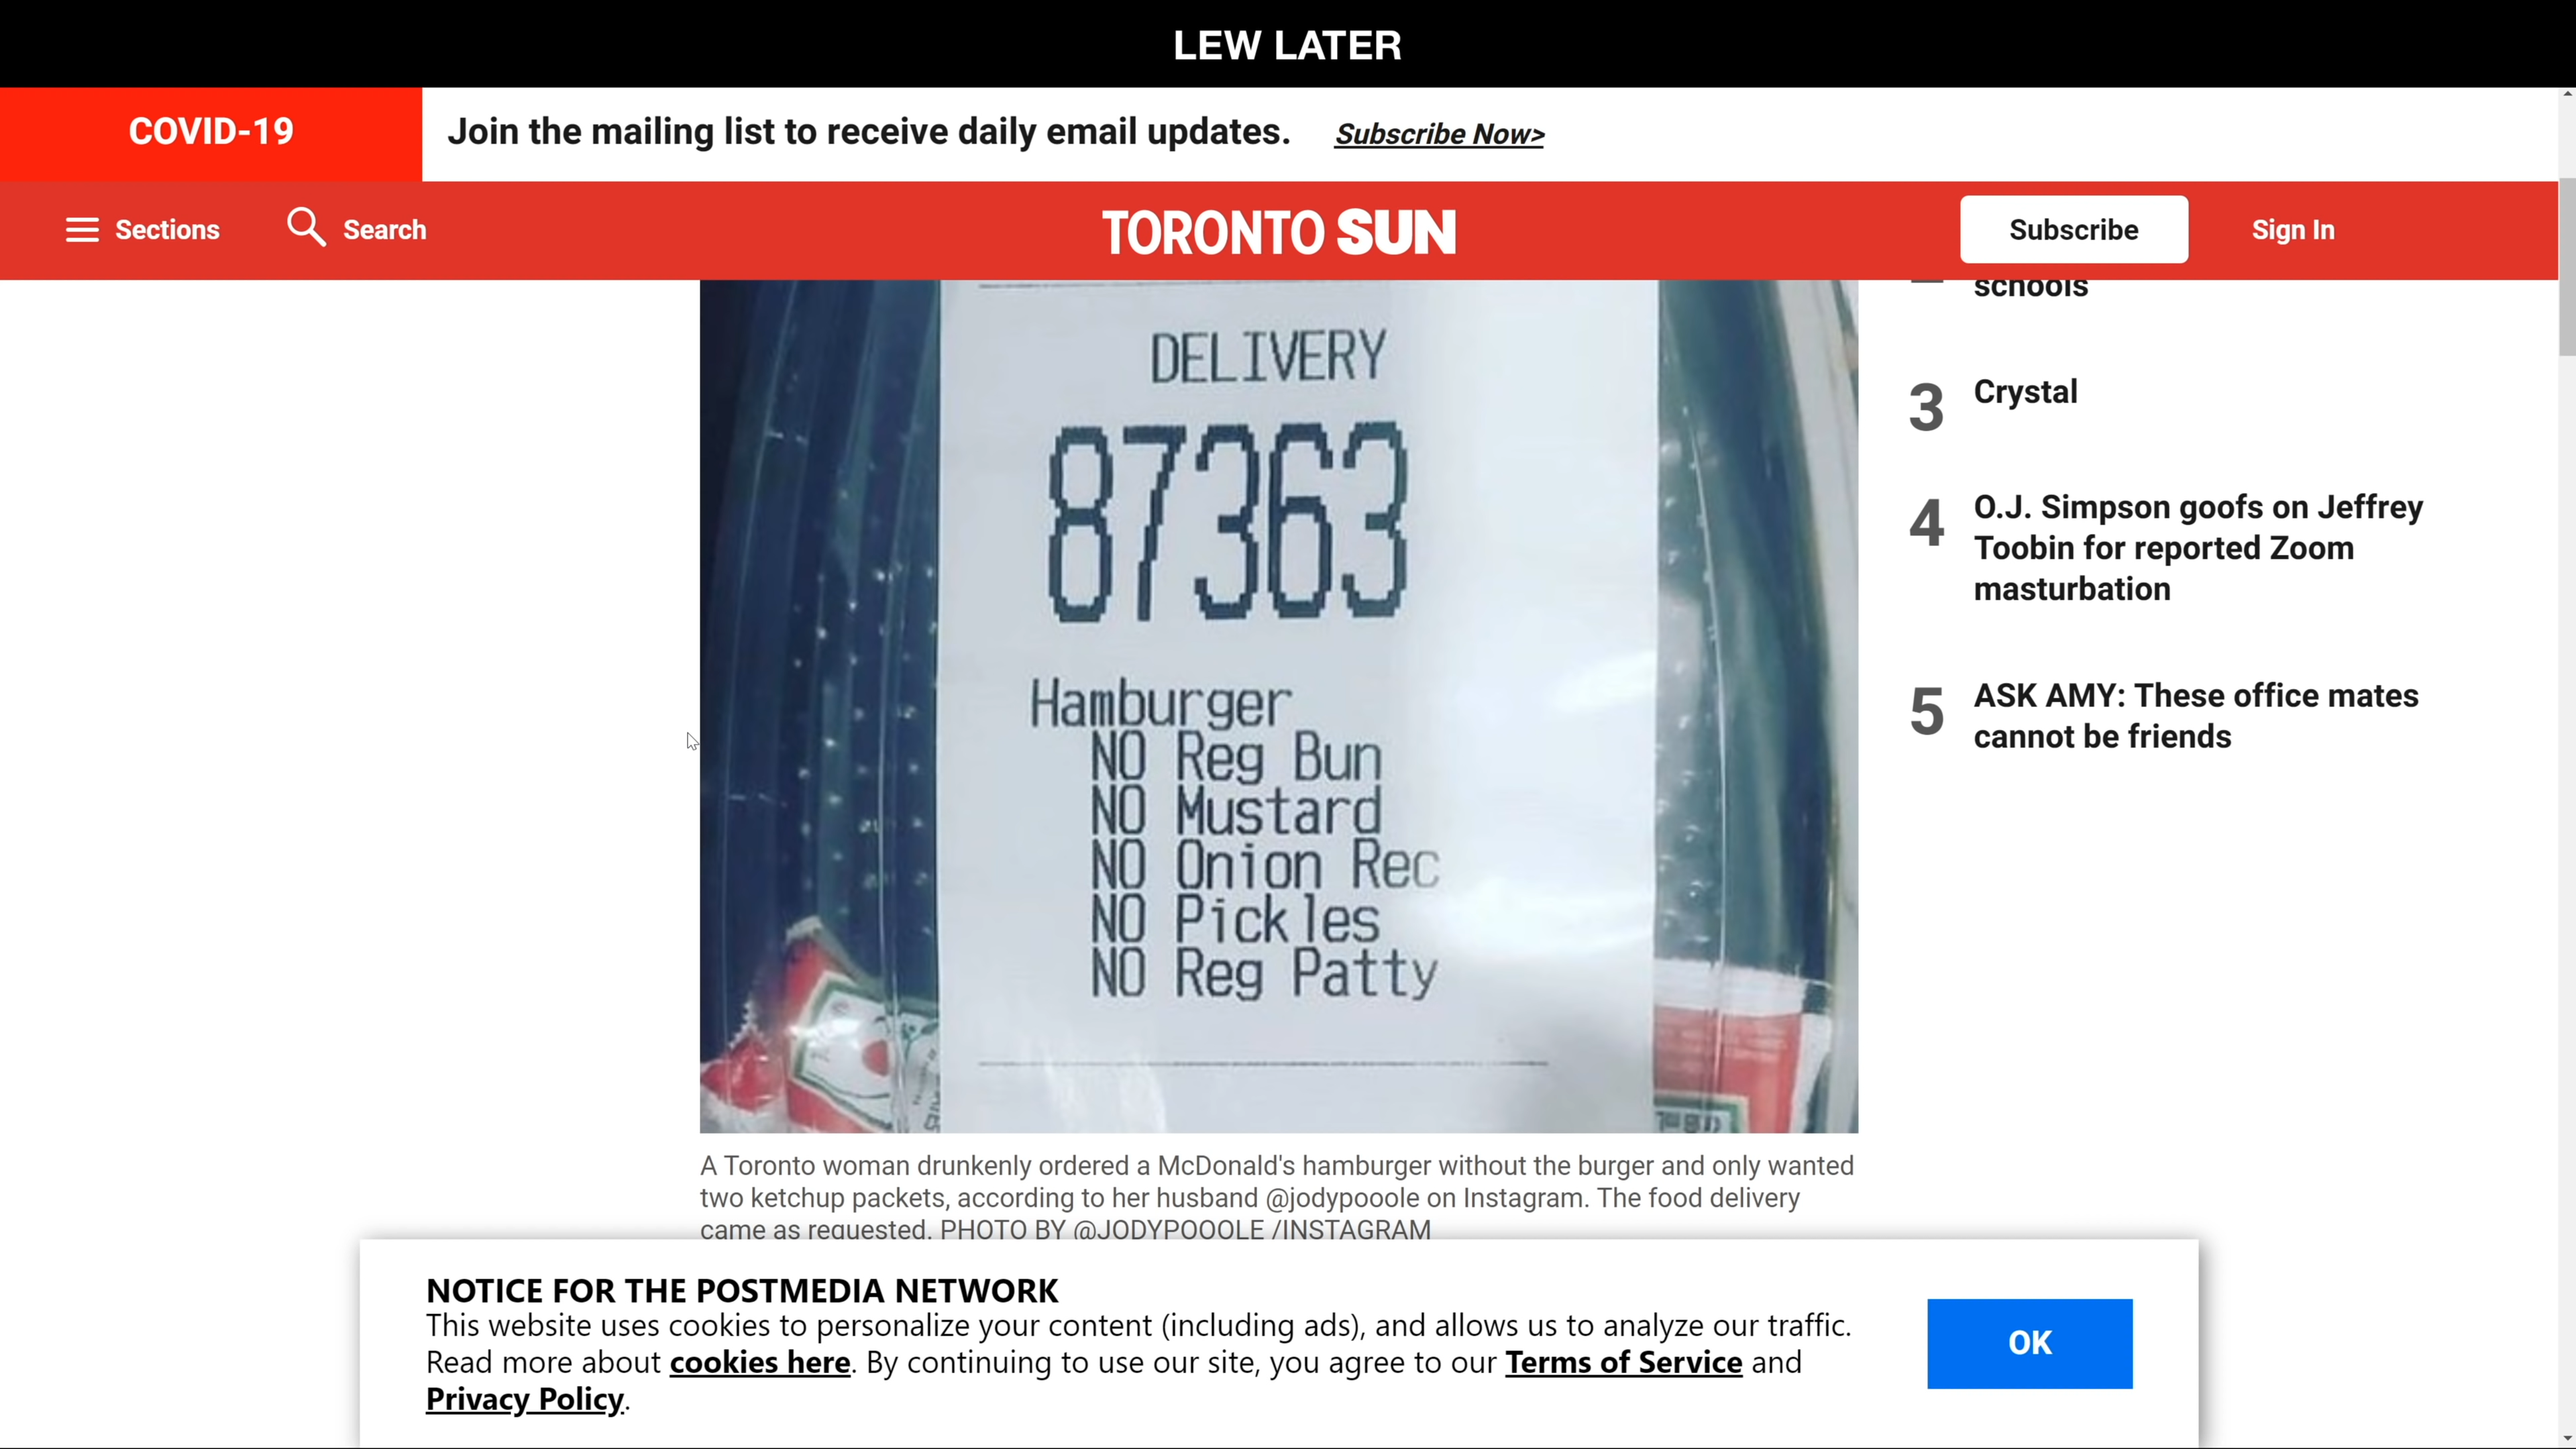 LEW LATER
COVID-19
Join the mailing list to receive daily email updates. Subscribe Now>
Sections
Search
TORONTO SUN
Subscribe
Sign In
DELIVERY
87363
Hamburger
NO Reg Bun
NO Mustard
NO Onion Rec
NO Pickles
NO Reg Patty
A Toronto woman drunkenly ordered a McDonald's hamburger without the burger and only wanted
two ketchup packets, according to her husband @jodypooole on Instagram. The food delivery
came as requested. PHOTO BY @JODYPOOOLE /INSTAGRAM
schools
3 Crystal
4 O.J. Simpson goofs on Jeffrey
Toobin for reported Zoom
masturbation
5 ASK AMY: These office mates
cannot be friends
NOTICE FOR THE POSTMEDIA NETWORK
This website uses cookies to personalize your content (including ads), and allows us to analyze our traffic.
Read more about cookies here. By continuing to use our site, you agree to our Terms of Service and
Privacy Policy.
OK